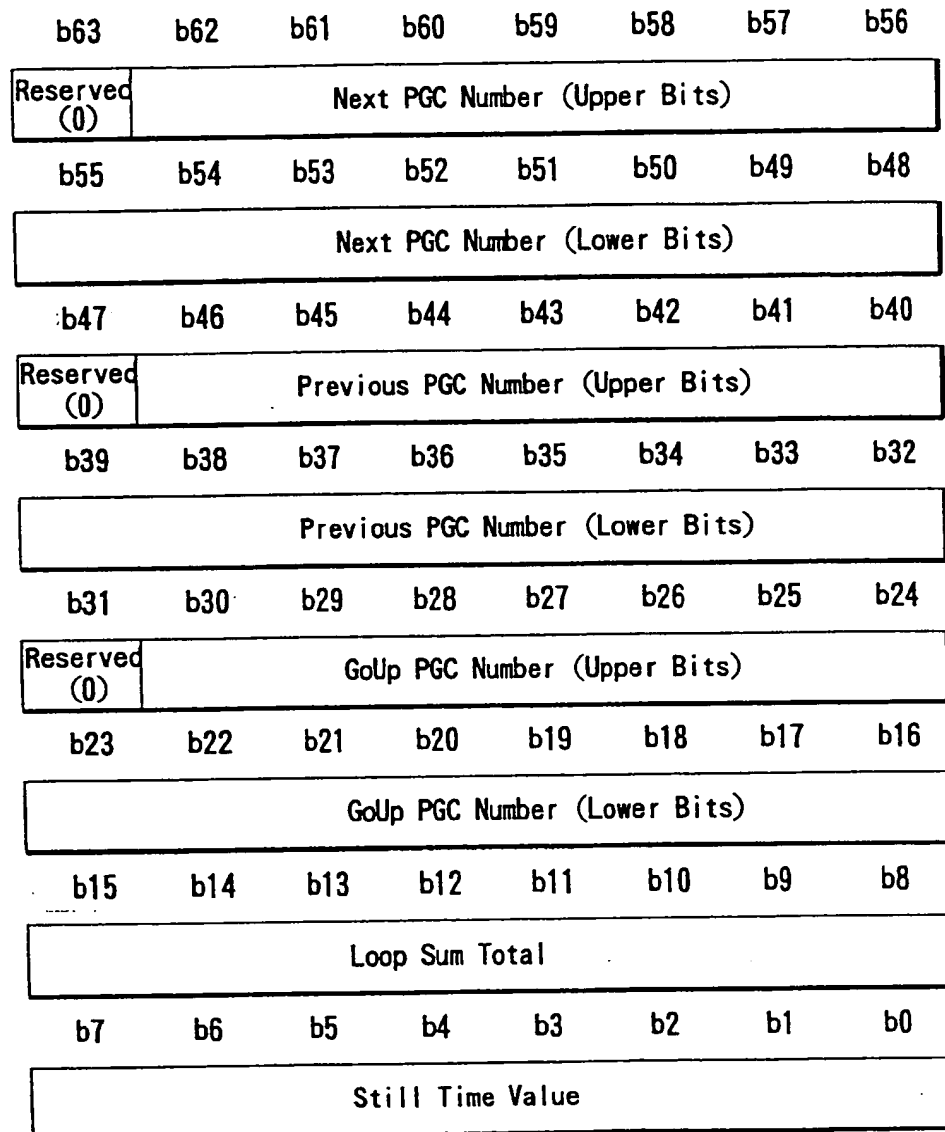 b63 b62 b61 b60 b59 b58 b57 b56
Reserved
(0)
Next PGC Number (Upper Bits)
b55 b54 b53 b52 b51 b50 b49 b48
Next PGC Number (Lower Bits)
b47 b46 b45 b44 b43 b42 b41 b40
Reserved
(0)
Previous PGC Number (Upper Bits)
b39 b38 b37 b36 b35 b34 b33 b32
Previous PGC Number (Lower Bits)
b31 b30 b29 b28 b27 b26 b25 b24
Reserved
(0)
GoUp PGC Number (Upper Bits)
b23 b22 b21 b20 b19 b18 b17 b16
GoUp PGC Number (Lower Bits)
b15 b14 b13 b12 b11 b10 b9 b8
Loop Sum Total
b7 b6 b5 b4 b3 b2 b1 b0
Still Time Value